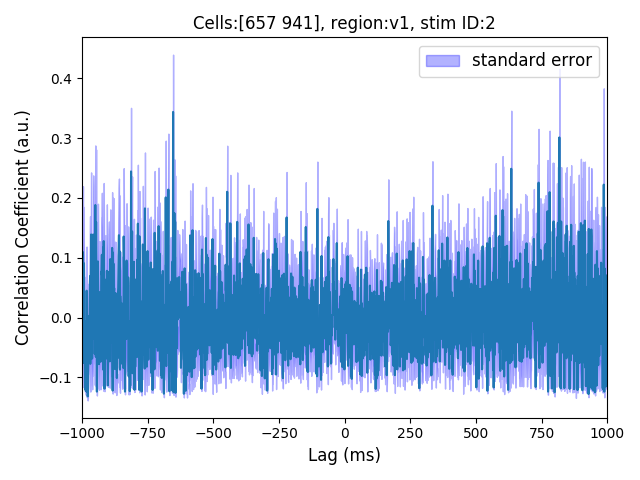 Cells:[657 941], region:v1, stim ID:2
standard error
0.4
0.3
0.2
0.1
0.0
−0.1
Correlation Coefficient (a.u.)
−1000 −750 −500 −250 0 250 500 750 1000
Lag (ms)